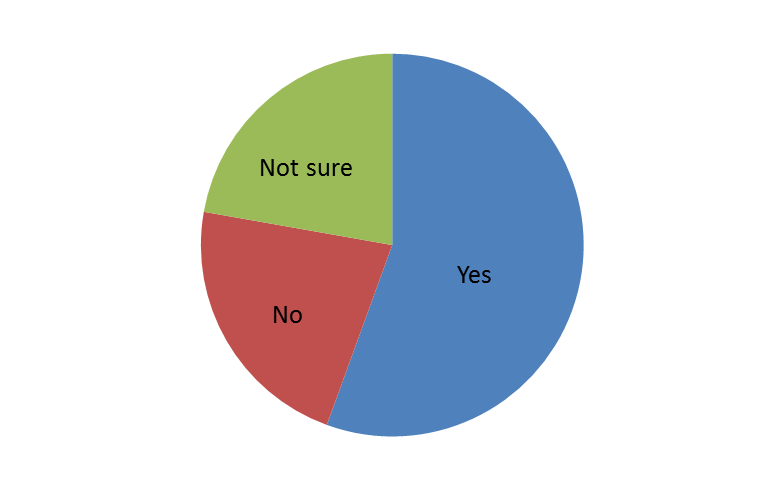 Not sure
Yes
No